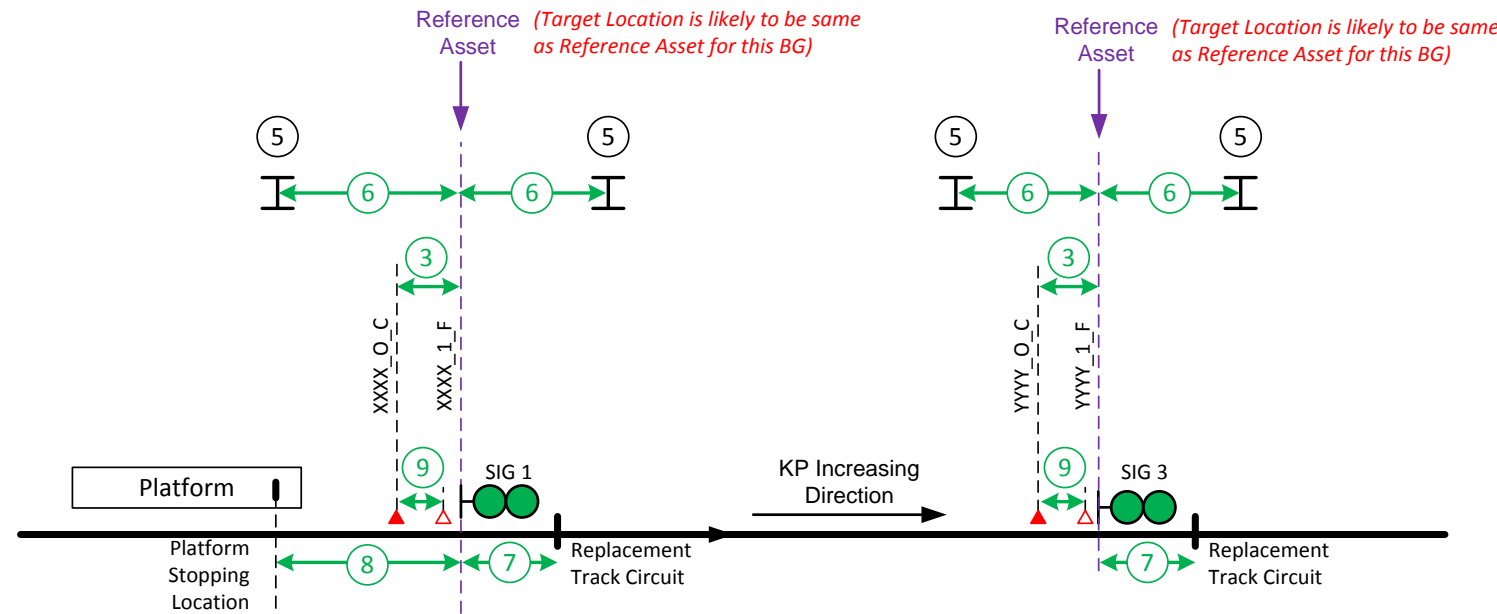 Reference
Asset
(Target Location is likely to be same
as Reference Asset for this BG)
Reference
Asset
(Target Location is likely to be same
as Reference Asset for this BG)
5
5
5
5
6
6
6
6
3
3
XXXX_O_C
XXXX_1_F
YYYY_O_C
YYYY_1_F
9
SIG 1
9
SIG 3
Platform
KP Increasing
Direction
Platform
Stopping
Location
8
7
Replacement
Track Circuit
7
Replacement
Track Circuit